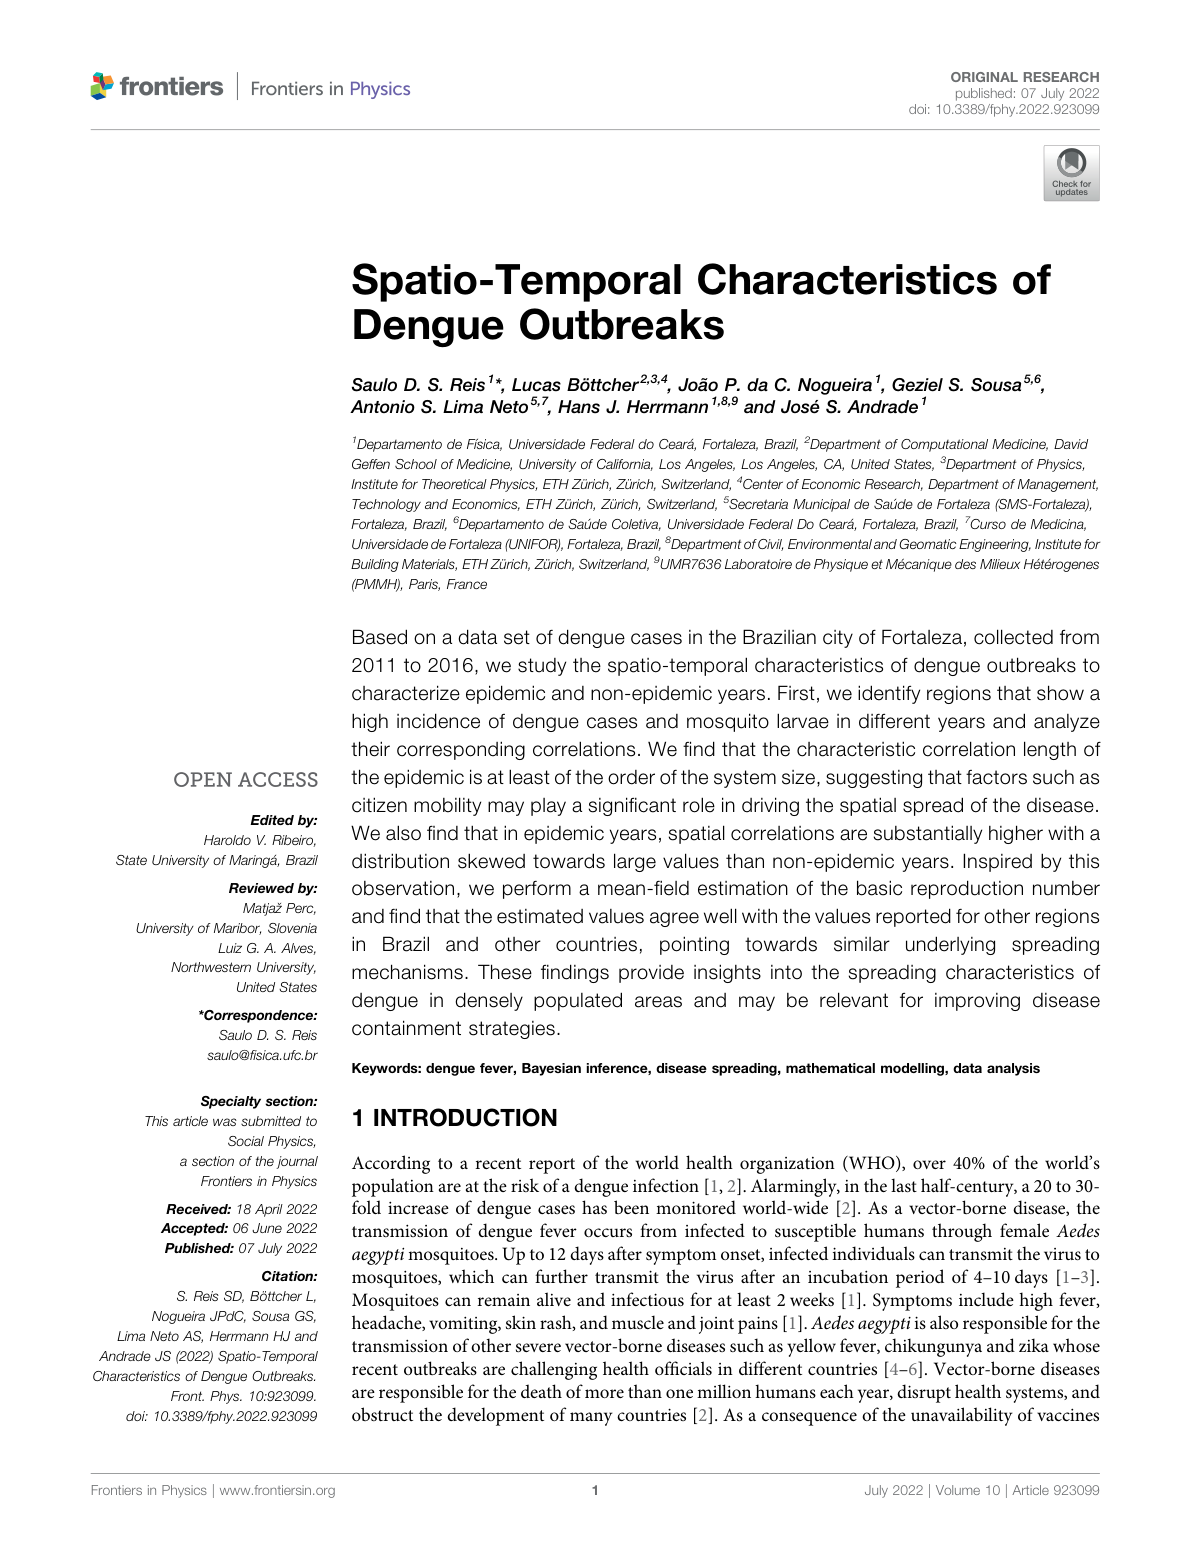 frontiers | Frontiers in Physics
ORIGINAL RESEARCH
published: 07 July 2022
doi: 10.3389/fphy.2022.923099
Check for
updates
Spatio-Temporal Characteristics of
Dengue Outbreaks
Saulo D. S. Reis 1*, Lucas Böttcher 2,3,4, João P. da C. Nogueira 1, Geziel S. Sousa 5,6,
Antonio S. Lima Neto 5,7, Hans J. Herrmann 1,8,9 and José S. Andrade 1
1Departamento de Física, Universidade Federal do Ceará, Fortaleza, Brazil, 2Department of Computational Medicine, David
Geffen School of Medicine, University of California, Los Angeles, Los Angeles, CA, United States, 3Department of Physics,
Institute for Theoretical Physics, ETH Zürich, Zürich, Switzerland, 4Center of Economic Research, Department of Management,
Technology and Economics, ETH Zürich, Zürich, Switzerland, 5Secretaria Municipal de Saúde de Fortaleza (SMS-Fortaleza),
Fortaleza, Brazil, 6Departamento de Saúde Coletiva, Universidade Federal Do Ceará, Fortaleza, Brazil, 7Curso de Medicina,
Universidade de Fortaleza (UNIFOR), Fortaleza, Brazil, 8Department of Civil, Environmental and Geomatic Engineering, Institute for
Building Materials, ETH Zürich, Zürich, Switzerland, 9UMR7636 Laboratoire de Physique et Mécanique des Milieux Hétérogenes
(PMMH), Paris, France
Based on a data set of dengue cases in the Brazilian city of Fortaleza, collected from
2011 to 2016, we study the spatio-temporal characteristics of dengue outbreaks to
characterize epidemic and non-epidemic years. First, we identify regions that show a
high incidence of dengue cases and mosquito larvae in different years and analyze
their corresponding correlations. We find that the characteristic correlation length of
the epidemic is at least of the order of the system size, suggesting that factors such as
citizen mobility may play a significant role in driving the spatial spread of the disease.
We also find that in epidemic years, spatial correlations are substantially higher with a
distribution skewed towards large values than non-epidemic years. Inspired by this
observation, we perform a mean-field estimation of the basic reproduction number
and find that the estimated values agree well with the values reported for other regions
in Brazil and other countries, pointing towards similar underlying spreading
mechanisms. These findings provide insights into the spreading characteristics of
dengue in densely populated areas and may be relevant for improving disease
containment strategies.
Keywords: dengue fever, Bayesian inference, disease spreading, mathematical modelling, data analysis
OPEN ACCESS
Edited by:
Haroldo V. Ribeiro,
State University of Maringá, Brazil
Reviewed by:
Matjaž Perc,
University of Maribor, Slovenia
Luiz G. A. Alves,
Northwestern University,
United States
*Correspondence:
Saulo D. S. Reis
saulo@fisica.ufc.br
Specialty section:
This article was submitted to
Social Physics,
a section of the journal
Frontiers in Physics
Received: 18 April 2022
Accepted: 06 June 2022
Published: 07 July 2022
Citation:
S. Reis SD, Böttcher L,
Nogueira JPdC, Sousa GS,
Lima Neto AS, Herrmann HJ and
Andrade JS (2022) Spatio-Temporal
Characteristics of Dengue Outbreaks.
Front. Phys. 10:923099.
doi: 10.3389/fphy.2022.923099
1 INTRODUCTION
According to a recent report of the world health organization (WHO), over 40% of the world's
population are at the risk of a dengue infection [1, 2]. Alarmingly, in the last half-century, a 20 to 30-
fold increase of dengue cases has been monitored world-wide [2]. As a vector-borne disease, the
transmission of dengue fever occurs from infected to susceptible humans through female Aedes
aegypti mosquitoes. Up to 12 days after symptom onset, infected individuals can transmit the virus to
mosquitoes, which can further transmit the virus after an incubation period of 4–10 days [1–3].
Mosquitoes can remain alive and infectious for at least 2 weeks [1]. Symptoms include high fever,
headache, vomiting, skin rash, and muscle and joint pains [1]. Aedes aegypti is also responsible for the
transmission of other severe vector-borne diseases such as yellow fever, chikungunya and zika whose
recent outbreaks are challenging health officials in different countries [4–6]. Vector-borne diseases
are responsible for the death of more than one million humans each year, disrupt health systems, and
obstruct the development of many countries [2]. As a consequence of the unavailability of vaccines
Frontiers in Physics | www.frontiersin.org
1
July 2022 | Volume 10 | Article 923099